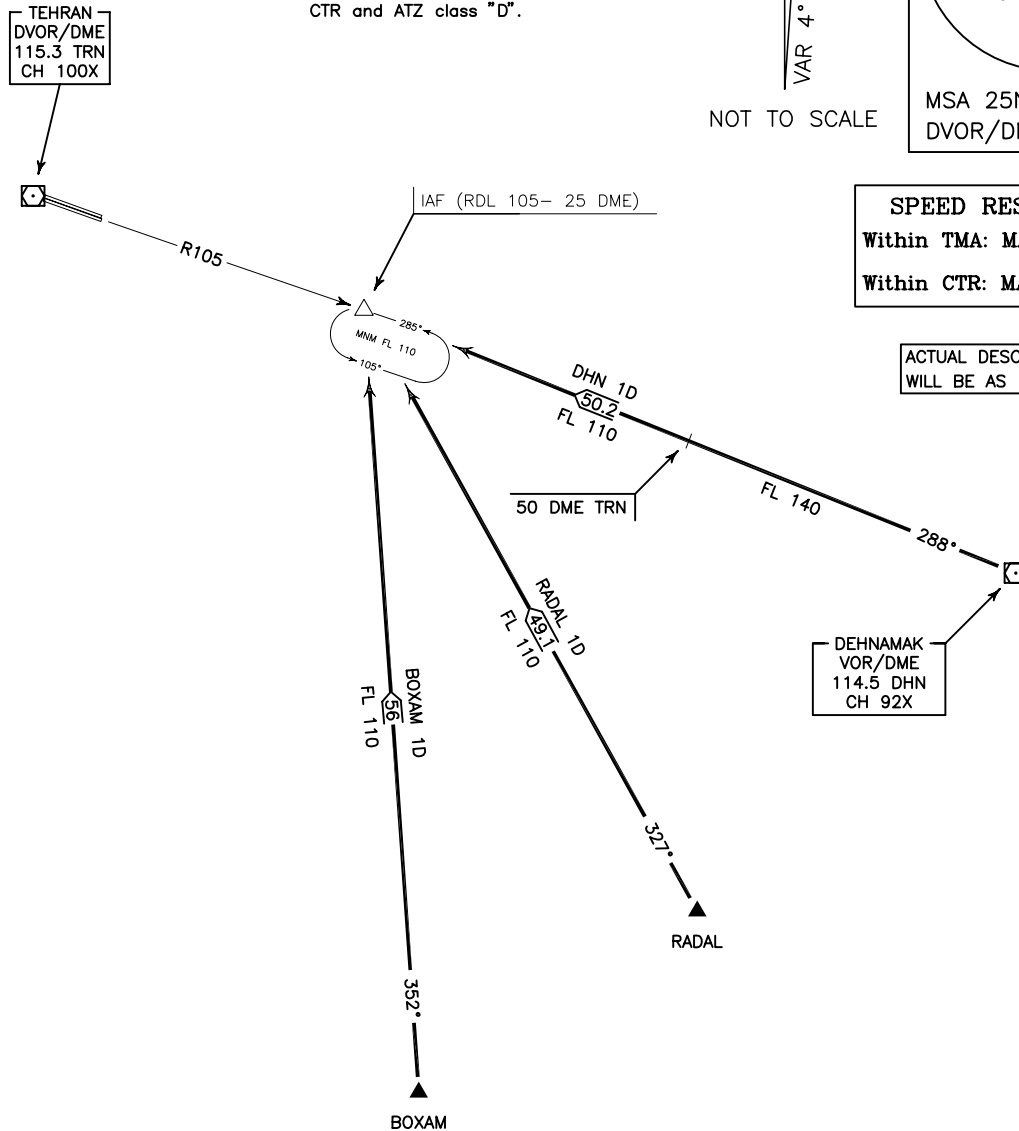 CTR and ATZ class "D".
TEHRAN
DVOR/DME
115.3 TRN
CH 100X
VAR 4°
NOT TO SCALE
MSA 25
DVOR/D
SPEED RES
Within TMA: M
Within CTR: M
IAF (RDL 105- 25 DME)
R105
285°
MNM FL 110
105°
ACTUAL DESC
WILL BE AS
DHN 1D
50.2
FL 110
50 DME TRN
FL 140
288°
RADAL 1D
49.1
FL 110
DEHNAMAK
VOR/DME
114.5 DHN
CH 92X
BOXAM 1D
56
FL 110
327°
RADAL
352°
BOXAM